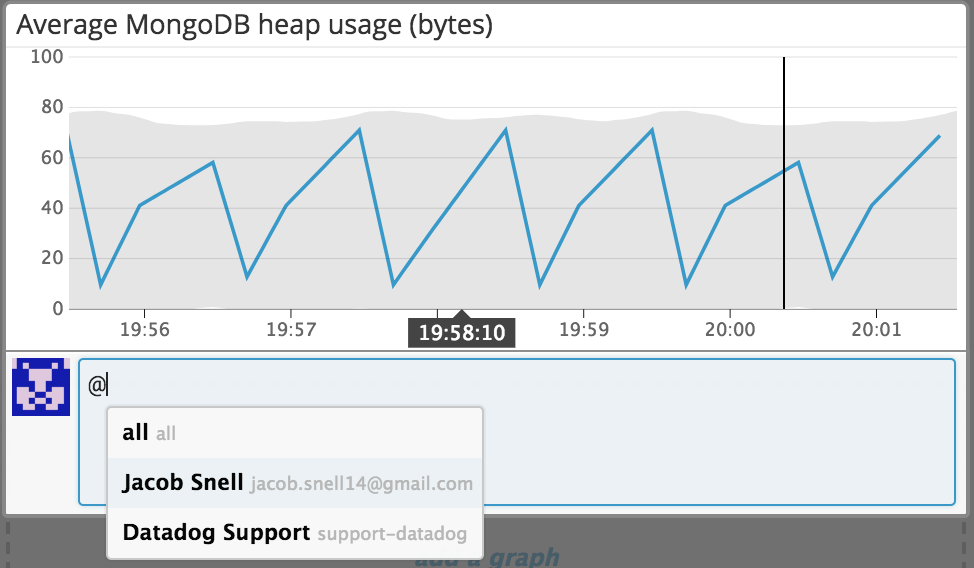 Average MongoDB heap usage (bytes)
100
80
60
40
20
0
19:56 19:57 19:58:10 19:59 20:00 20:01
@
all all
Jacob Snell jacob.snell14@gmail.com
Datadog Support support-datadog
add a graph